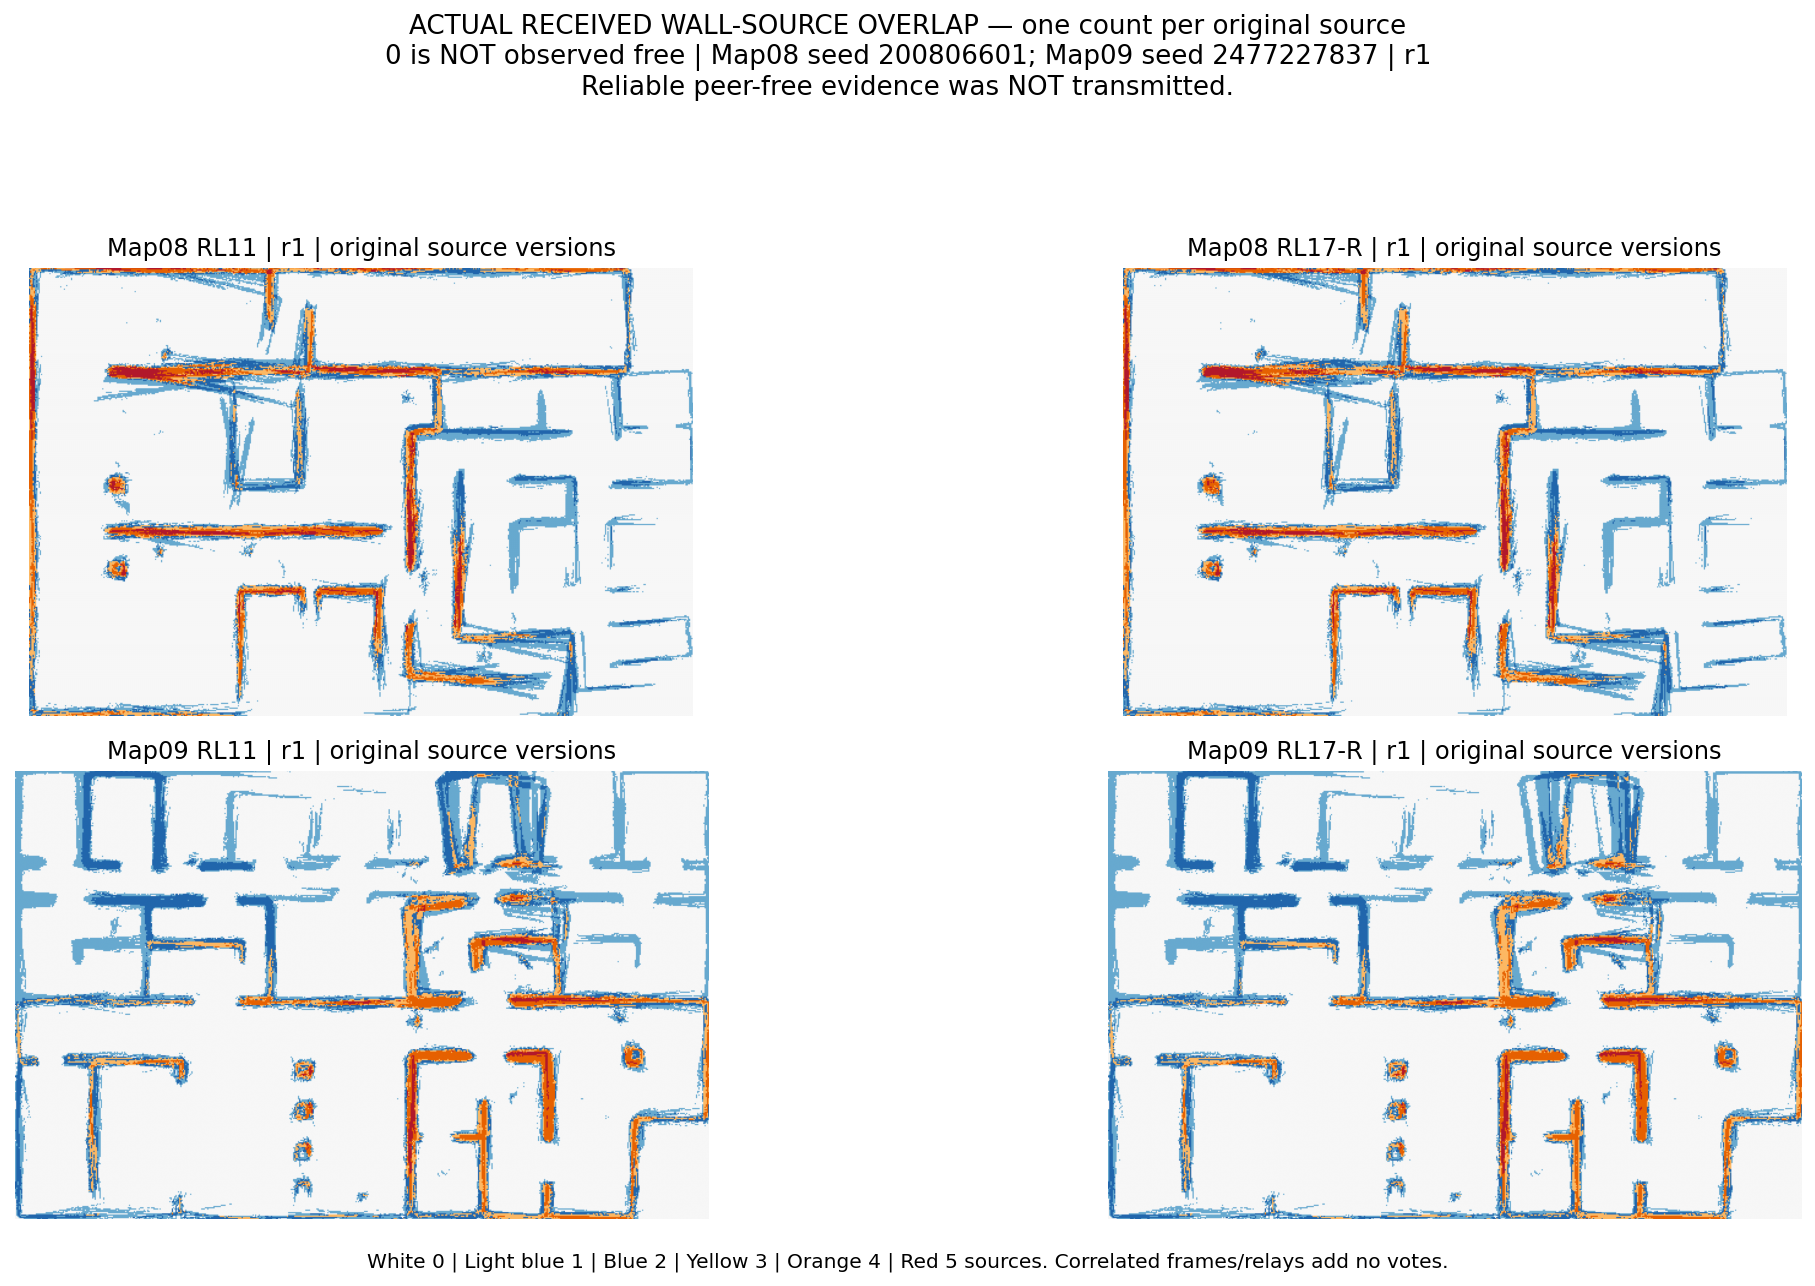 ACTUAL RECEIVED WALL-SOURCE OVERLAP — one count per original source
0 is NOT observed free | Map08 seed 200806601; Map09 seed 2477227837 | r1
Reliable peer-free evidence was NOT transmitted.
Map08 RL11 | r1 | original source versions
Map08 RL17-R | r1 | original source versions
Map09 RL11 | r1 | original source versions
Map09 RL17-R | r1 | original source versions
White 0 | Light blue 1 | Blue 2 | Yellow 3 | Orange 4 | Red 5 sources. Correlated frames/relays add no votes.